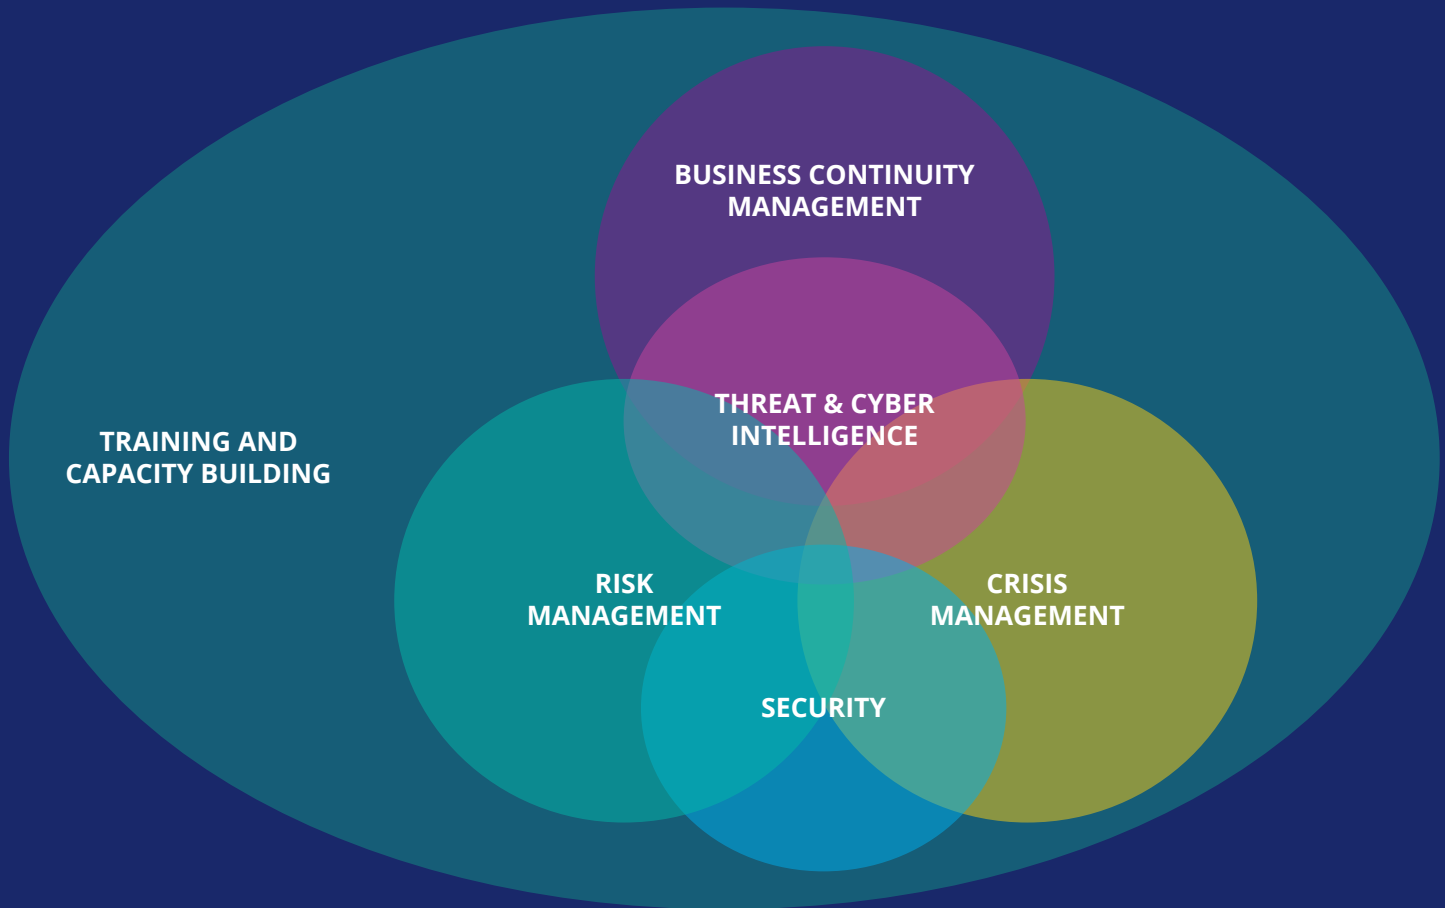 BUSINESS CONTINUITY
MANAGEMENT
THREAT & CYBER
INTELLIGENCE
TRAINING AND
CAPACITY BUILDING
RISK
MANAGEMENT
CRISIS
MANAGEMENT
SECURITY